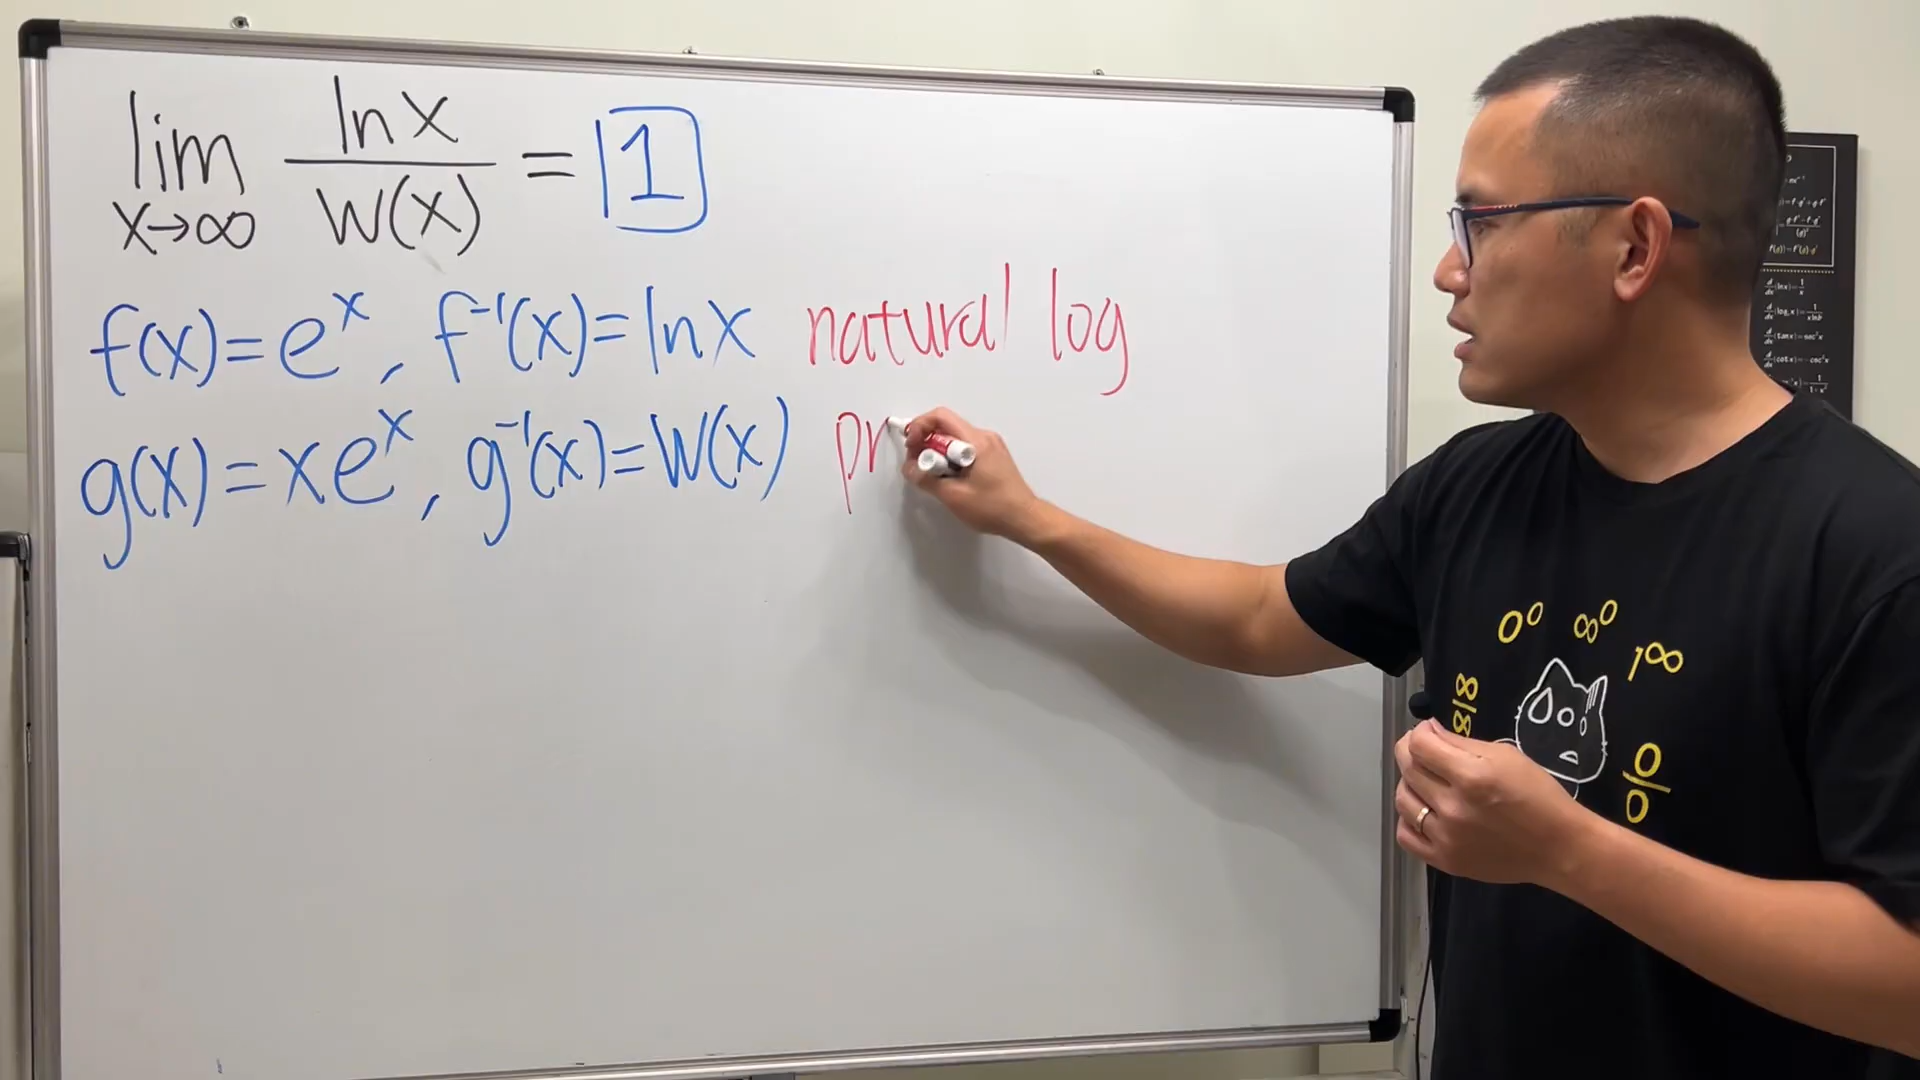 lim x→∞ ln x / W(x) = 1
f(x) = e^x, f^-1(x) = ln x natural log
g(x) = xe^x, g^-1(x) = W(x) pr
0^0 ∞^0 1^∞
∞/∞
0/0